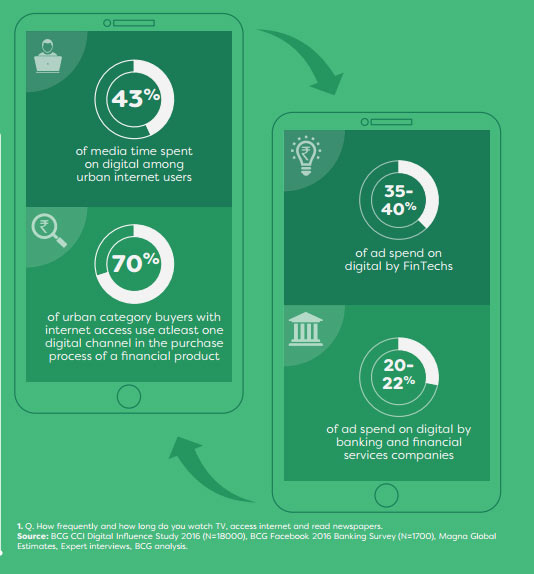 43%
of media time spent
on digital among
urban internet users
₹
70%
of urban category buyers with
internet access use atleast one
digital channel in the purchase
process of a financial product
₹
35-
40%
of ad spend on
digital by FinTechs
20-
22%
of ad spend on digital by
banking and financial
services companies
1. Q. How frequently and how long do you watch TV, access internet and read newspapers.
Source: BCG CCI Digital Influence Study 2016 (N=18000), BCG Facebook 2016 Banking Survey (N=1700), Magna Global
Estimates, Expert interviews, BCG analysis.